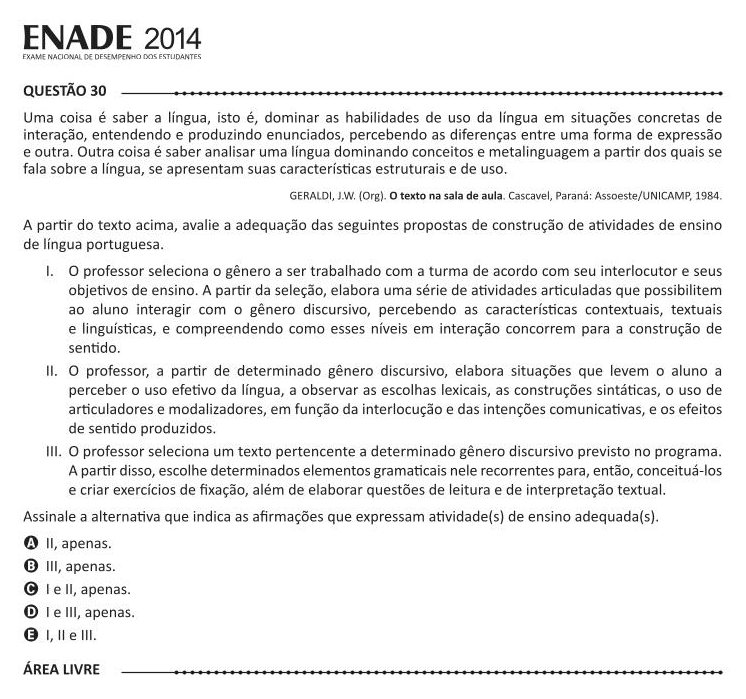 ENADE 2014
EXAME NACIONAL DE DESEMPENHO DOS ESTUDANTES
QUESTÃO 30
Uma coisa é saber a língua, isto é, dominar as habilidades de uso da língua em situações concretas de
interação, entendendo e produzindo enunciados, percebendo as diferenças entre uma forma de expressão
e outra. Outra coisa é saber analisar uma língua dominando conceitos e metalinguagem a partir dos quais se
fala sobre a língua, se apresentam suas características estruturais e de uso.
GERALDI, J.W. (Org). O texto na sala de aula. Cascavel, Paraná: Assoeste/UNICAMP, 1984.
A partir do texto acima, avalie a adequação das seguintes propostas de construção de atividades de ensino
de língua portuguesa.
I. O professor seleciona o gênero a ser trabalhado com a turma de acordo com seu interlocutor e seus
objetivos de ensino. A partir da seleção, elabora uma série de atividades articuladas que possibilitem
ao aluno interagir com o gênero discursivo, percebendo as características contextuais, textuais
e linguísticas, e compreendendo como esses níveis em interação concorrem para a construção de
sentido.
II. O professor, a partir de determinado gênero discursivo, elabora situações que levem o aluno a
perceber o uso efetivo da língua, a observar as escolhas lexicais, as construções sintáticas, o uso de
articuladores e modalizadores, em função da interlocução e das intenções comunicativas, e os efeitos
de sentido produzidos.
III. O professor seleciona um texto pertencente a determinado gênero discursivo previsto no programa.
A partir disso, escolhe determinados elementos gramaticais nele recorrentes para, então, conceituá-los
e criar exercícios de fixação, além de elaborar questões de leitura e de interpretação textual.
Assinale a alternativa que indica as afirmações que expressam atividade(s) de ensino adequada(s).
A II, apenas.
B III, apenas.
C I e II, apenas.
D I e III, apenas.
E I, II e III.
ÁREA LIVRE